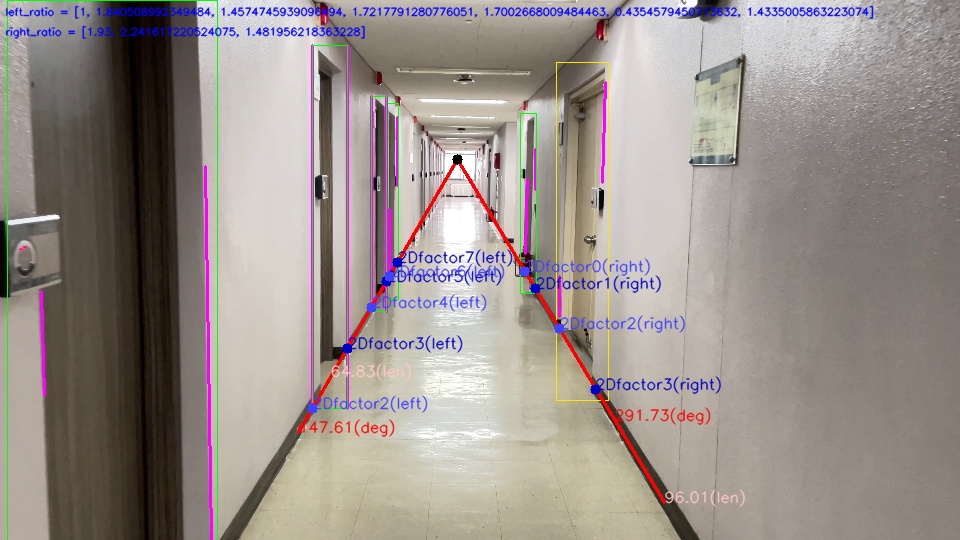 left_ratio = [1, 1.840508992349484, 1.4574745939096494, 1.7217791280776051, 1.7002668009484463, 0.4354579450773632, 1.4335005863223074]
right_ratio = [1.93, 2.241617220524075, 1.481956218363228]
2Dfactor7(left)
2Dfactor6(left)
2Dfactor0(right)
2Dfactor5(left)
2Dfactor1(right)
2Dfactor4(left)
2Dfactor2(right)
2Dfactor3(left)
64.83(len)
2Dfactor3(right)
2Dfactor2(left)
291.73(deg)
147.61(deg)
96.01(len)